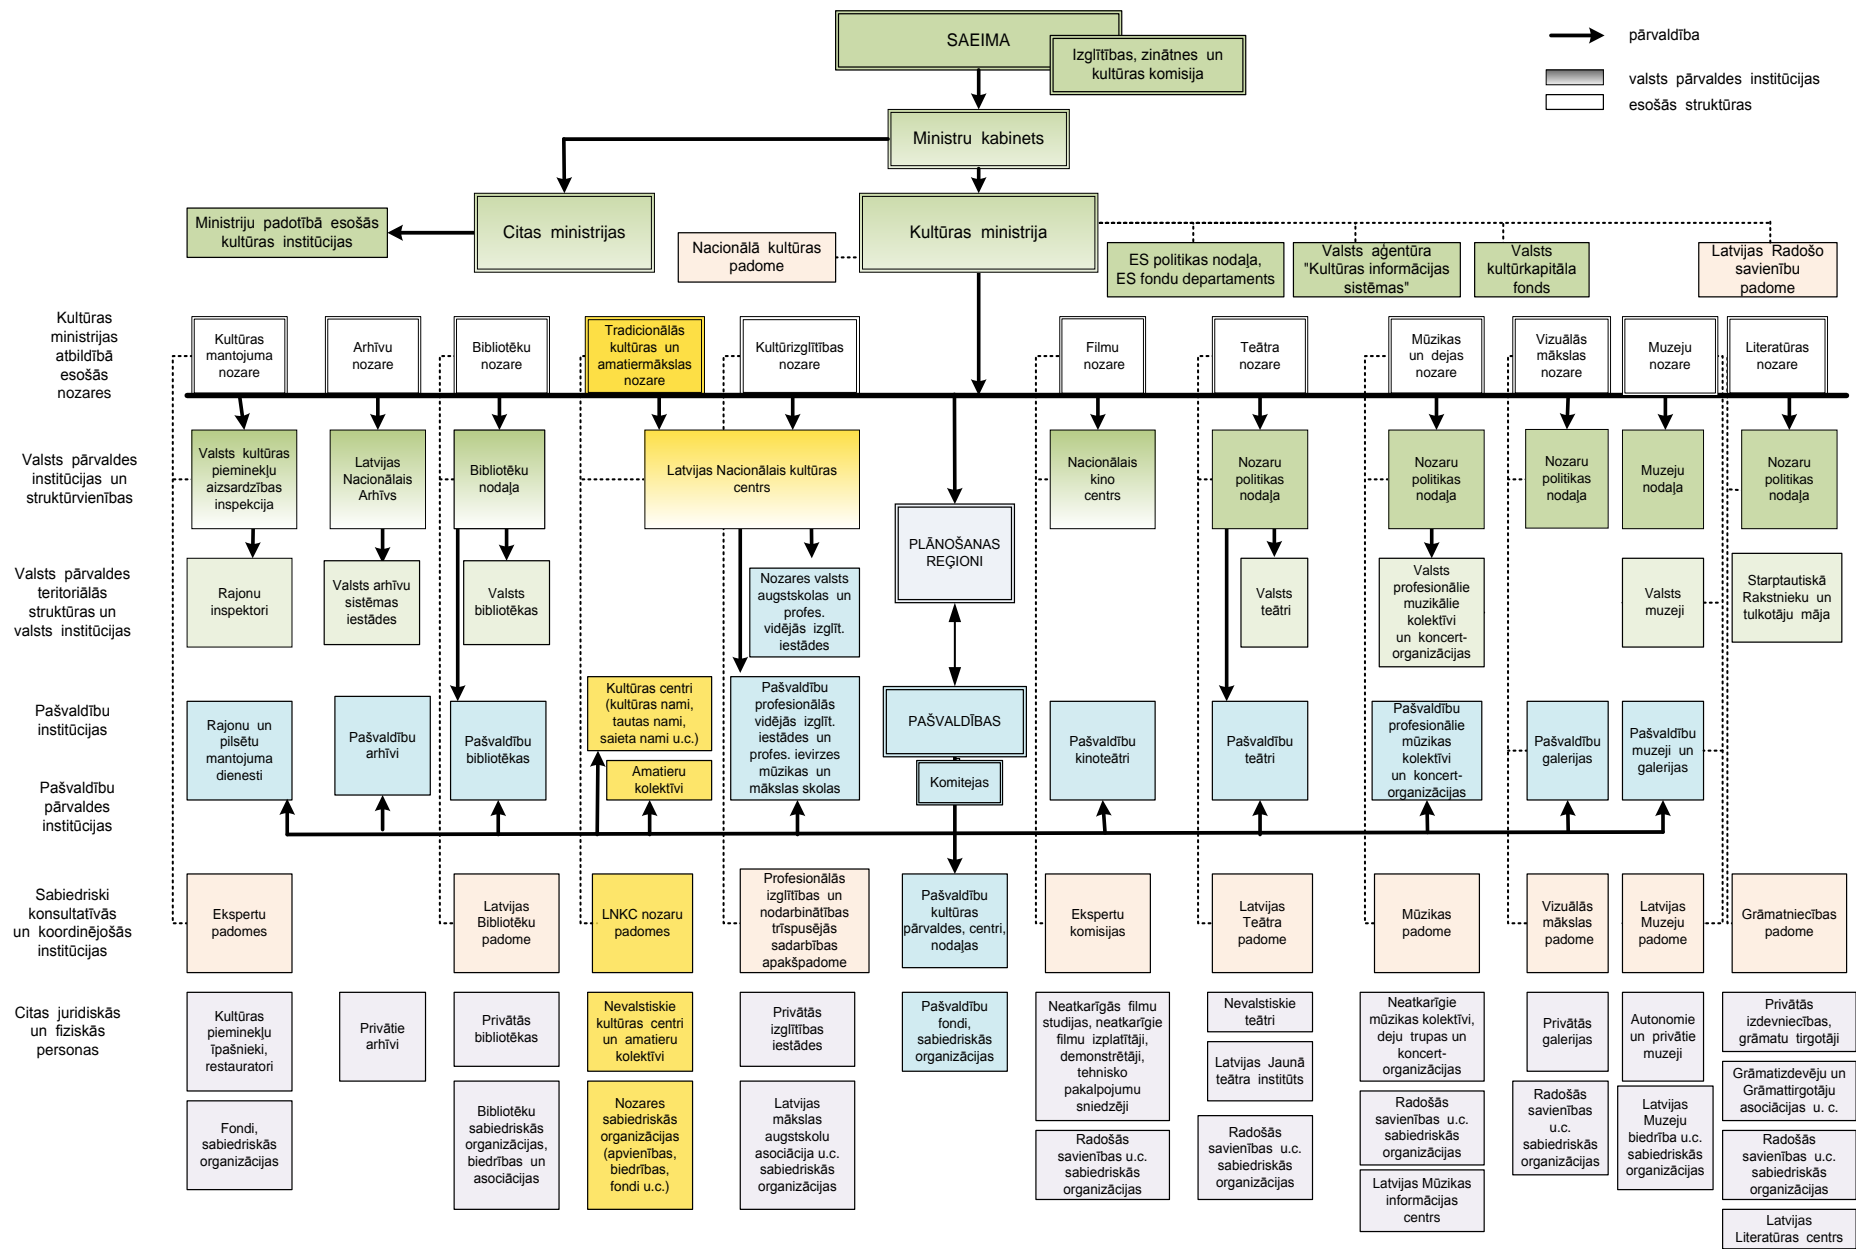 SAEIMA
Izglītības, zinātnes un
kultūras komisija
pārvaldība
valsts pārvaldes institūcijas
esošās struktūras
Ministru kabinets
Ministriju padotībā esošās
kultūras institūcijas
Citas ministrijas
Kultūras ministrija
Nacionālā kultūras
padome
ES politikas nodaļa,
ES fondu departaments
Valsts aģentūra
"Kultūras informācijas
sistēmas"
Valsts
kultūrkapitāla
fonds
Latvijas Radošo
savienību
padome
Kultūras
ministrijas
atbildībā
esošās
nozares
Kultūras
mantojuma
nozare
Arhīvu
nozare
Bibliotēku
nozare
Tradicionālās
kultūras un
amatiermākslas
nozare
Kultūrizglītības
nozare
Filmu
nozare
Teātra
nozare
Mūzikas
un dejas
nozare
Vizuālās
mākslas
nozare
Muzeju
nozare
Literatūras
nozare
Valsts pārvaldes
institūcijas un
struktūrvienības
Valsts kultūras
pieminekļu
aizsardzības
inspekcija
Latvijas
Nacionālais
Arhīvs
Bibliotēku
nodaļa
Latvijas Nacionālais kultūras
centrs
Nacionālais
kino
centrs
Nozaru
politikas
nodaļa
Nozaru
politikas
nodaļa
Nozaru
politikas
nodaļa
Muzeju
nodaļa
Nozaru
politikas
nodaļa
PLĀNOŠANAS
REĢIONI
Valsts pārvaldes
teritoriālās
struktūras un
valsts institūcijas
Rajonu
inspektori
Valsts arhīvu
sistēmas
iestādes
Valsts
bibliotēkas
Nozares valsts
augstskolas un
profes.
vidējās izglīt.
iestādes
Valsts
teātri
Valsts
profesionālie
muzikālie
kolektīvi
un koncert-
organizācijas
Valsts
muzeji
Starptautiskā
Rakstnieku un
tulkotāju māja
Pašvaldību
institūcijas
Pašvaldību
pārvaldes
institūcijas
Rajonu un
pilsētu
mantojuma
dienesti
Pašvaldību
arhīvi
Pašvaldību
bibliotēkas
Kultūras centri
(kultūras nami,
tautas nami,
saieta nami u.c.)
Amatieru
kolektīvi
Pašvaldību
profesionālās
vidējās izglīt.
iestādes un
profes. ievirzes
mūzikas un
mākslas skolas
PAŠVALDĪBAS
Komitejas
Pašvaldību
kinoteātri
Pašvaldību
teātri
Pašvaldību
profesionālie
mūzikas
kolektīvi
un koncert-
organizācijas
Pašvaldību
galerijas
Pašvaldību
muzeji un
galerijas
Sabiedriski
konsultatīvās
un koordinējošās
institūcijas
Ekspertu
padomes
Latvijas
Bibliotēku
padome
LNKC nozaru
padomes
Profesionālās
izglītības un
nodarbinātības
trīspusējās
sadarbības
apakšpadome
Pašvaldību
kultūras
pārvaldes, centri,
nodaļas
Ekspertu
komisijas
Latvijas
Teātra
padome
Mūzikas
padome
Vizuālās
mākslas
padome
Latvijas
Muzeju
padome
Grāmatniecības
padome
Citas juridiskās
un fiziskās
personas
Kultūras
pieminekļu
īpašnieki,
restauratori
Privātie
arhīvi
Privātās
bibliotēkas
Nevalstiskie
kultūras centri
un amatieru
kolektīvi
Privātās
izglītības
iestādes
Pašvaldību
fondi,
sabiedriskās
organizācijas
Neatkarīgās filmu
studijas, neatkarīgie
filmu izplatītāji,
demonstrētāji,
tehnisko
pakalpojumu
sniedzēji
Nevalstiskie
teātri
Latvijas Jaunā
teātra institūts
Neatkarīgie
mūzikas kolektīvi,
deju trupas un
koncert-
organizācijas
Privātās
galerijas
Autonomie
un privātie
muzeji
Privātās
izdevniecības,
grāmatu tirgotāji
Grāmatizdevēju un
Grāmattirgotāju
asociācijas u. c.
Fondi,
sabiedriskās
organizācijas
Bibliotēku
sabiedriskās
organizācijas,
biedrības un
asociācijas
Nozares
sabiedriskās
organizācijas
(apvienības,
biedrības,
fondi u.c.)
Latvijas
mākslas
augstskolu
asociācija u.c.
sabiedriskās
organizācijas
Radošās
savienības u.c.
sabiedriskās
organizācijas
Radošās
savienības u.c.
sabiedriskās
organizācijas
Radošās
savienības u.c.
sabiedriskās
organizācijas
Latvijas Mūzikas
informācijas
centrs
Radošās
savienības
u.c.
sabiedriskās
organizācijas
Latvijas
Muzeju
biedrība u.c.
sabiedriskās
organizācijas
Radošās
savienības u.c.
sabiedriskās
organizācijas
Latvijas
Literatūras centrs